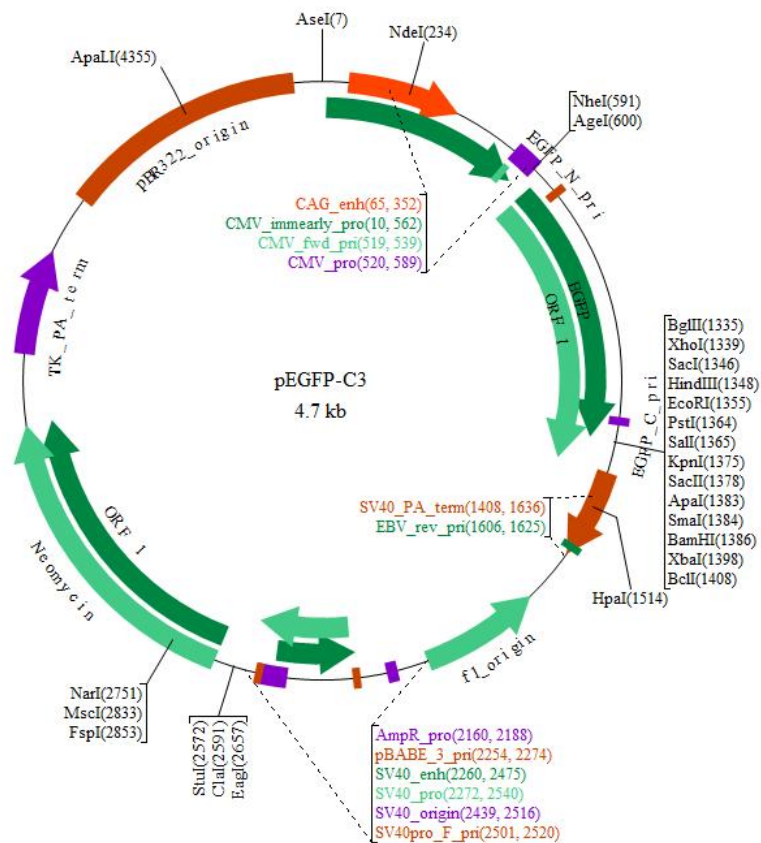 AseI(7)
NdeI(234)
ApaLI(4355)
NheI(591)
AgeI(600)
pBR322_origin
EGFP_N_pri
CAG_enh(65, 352)
CMV_immearly_pro(10, 562)
CMV_fwd_pri(519, 539)
CMV_pro(520, 589)
EGFP
ORF 1
TK_PA_term
pEGFP-C3
4.7 kb
EGFP_C_pri
BglII(1335)
XhoI(1339)
SacI(1346)
HindIII(1348)
EcoRI(1355)
PstI(1364)
SalI(1365)
KpnI(1375)
SacII(1378)
ApaI(1383)
SmaI(1384)
BamHI(1386)
XbaI(1398)
BclI(1408)
SV40_PA_term(1408, 1636)
EBV_rev_pri(1606, 1625)
HpaI(1514)
ORF 1
Neomycin
f1_origin
NarI(2751)
MscI(2833)
FspI(2853)
StuI(2572)
ClaI(2591)
EagI(2657)
AmpR_pro(2160, 2188)
pBABE_3_pri(2254, 2274)
SV40_enh(2260, 2475)
SV40_pro(2272, 2540)
SV40_origin(2439, 2516)
SV40pro_F_pri(2501, 2520)